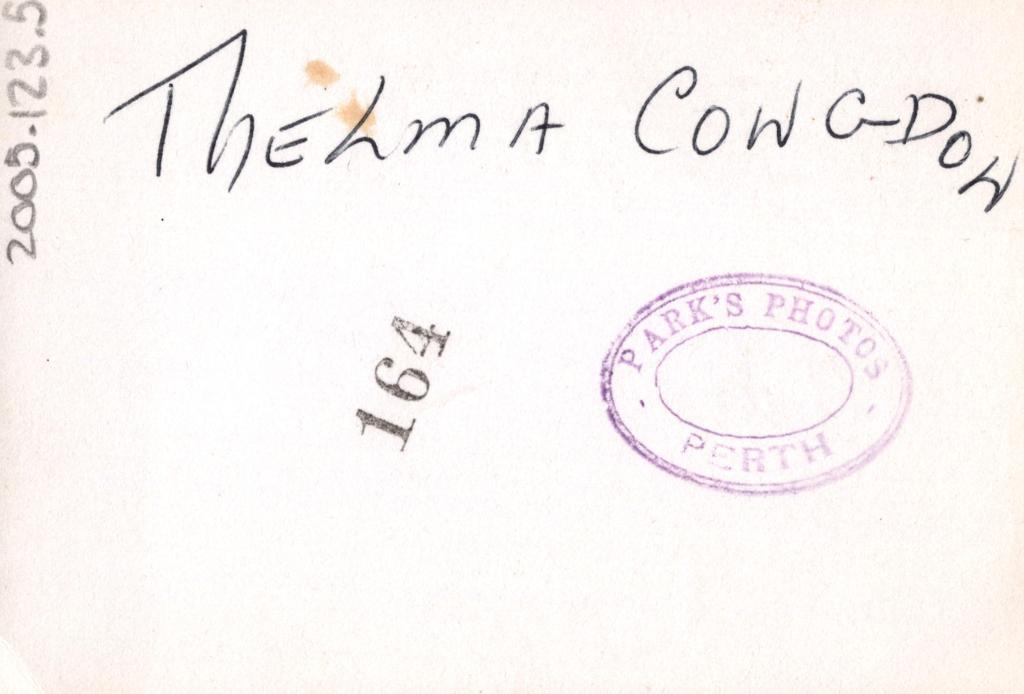 2005.123.5
THELMA CONGDON
164
PARK'S PHOTOS
PERTH